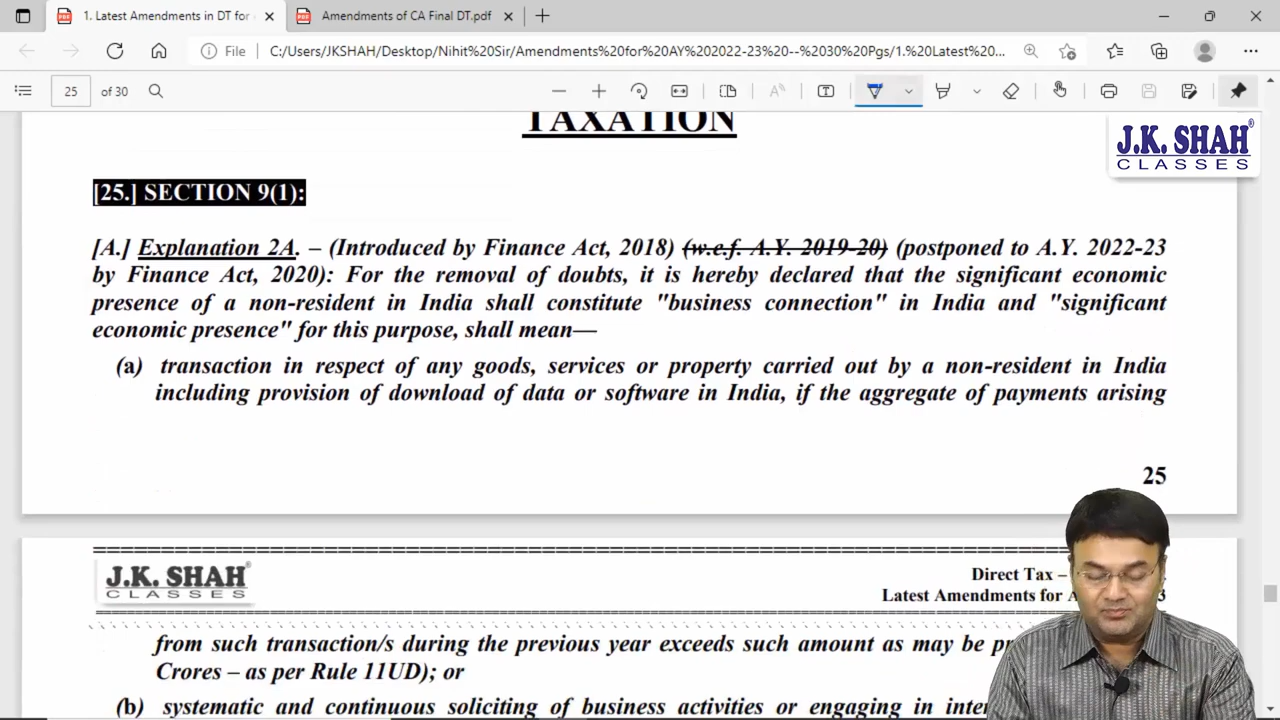 1. Latest Amendments in DT for
Amendments of CA Final DT.pdf
File
C:/Users/JKSHAH/Desktop/Nihit%20Sir/Amendments%20for%20AY%202022-23%20--%2030%20Pgs/1.%20Latest%20...
25 of 30
TAXATION
J.K. SHAH®
CLASSES
[25.] SECTION 9(1):
[A.] Explanation 2A. – (Introduced by Finance Act, 2018) (w.e.f. A.Y. 2019-20) (postponed to A.Y. 2022-23
by Finance Act, 2020): For the removal of doubts, it is hereby declared that the significant economic
presence of a non-resident in India shall constitute "business connection" in India and "significant
economic presence" for this purpose, shall mean—
(a) transaction in respect of any goods, services or property carried out by a non-resident in India
including provision of download of data or software in India, if the aggregate of payments arising
25
J.K. SHAH®
CLASSES
Direct Tax –
Latest Amendments for 3
from such transaction/s during the previous year exceeds such amount as may be
Crores – as per Rule 11UD); or
(b) systematic and continuous soliciting of business activities or engaging in